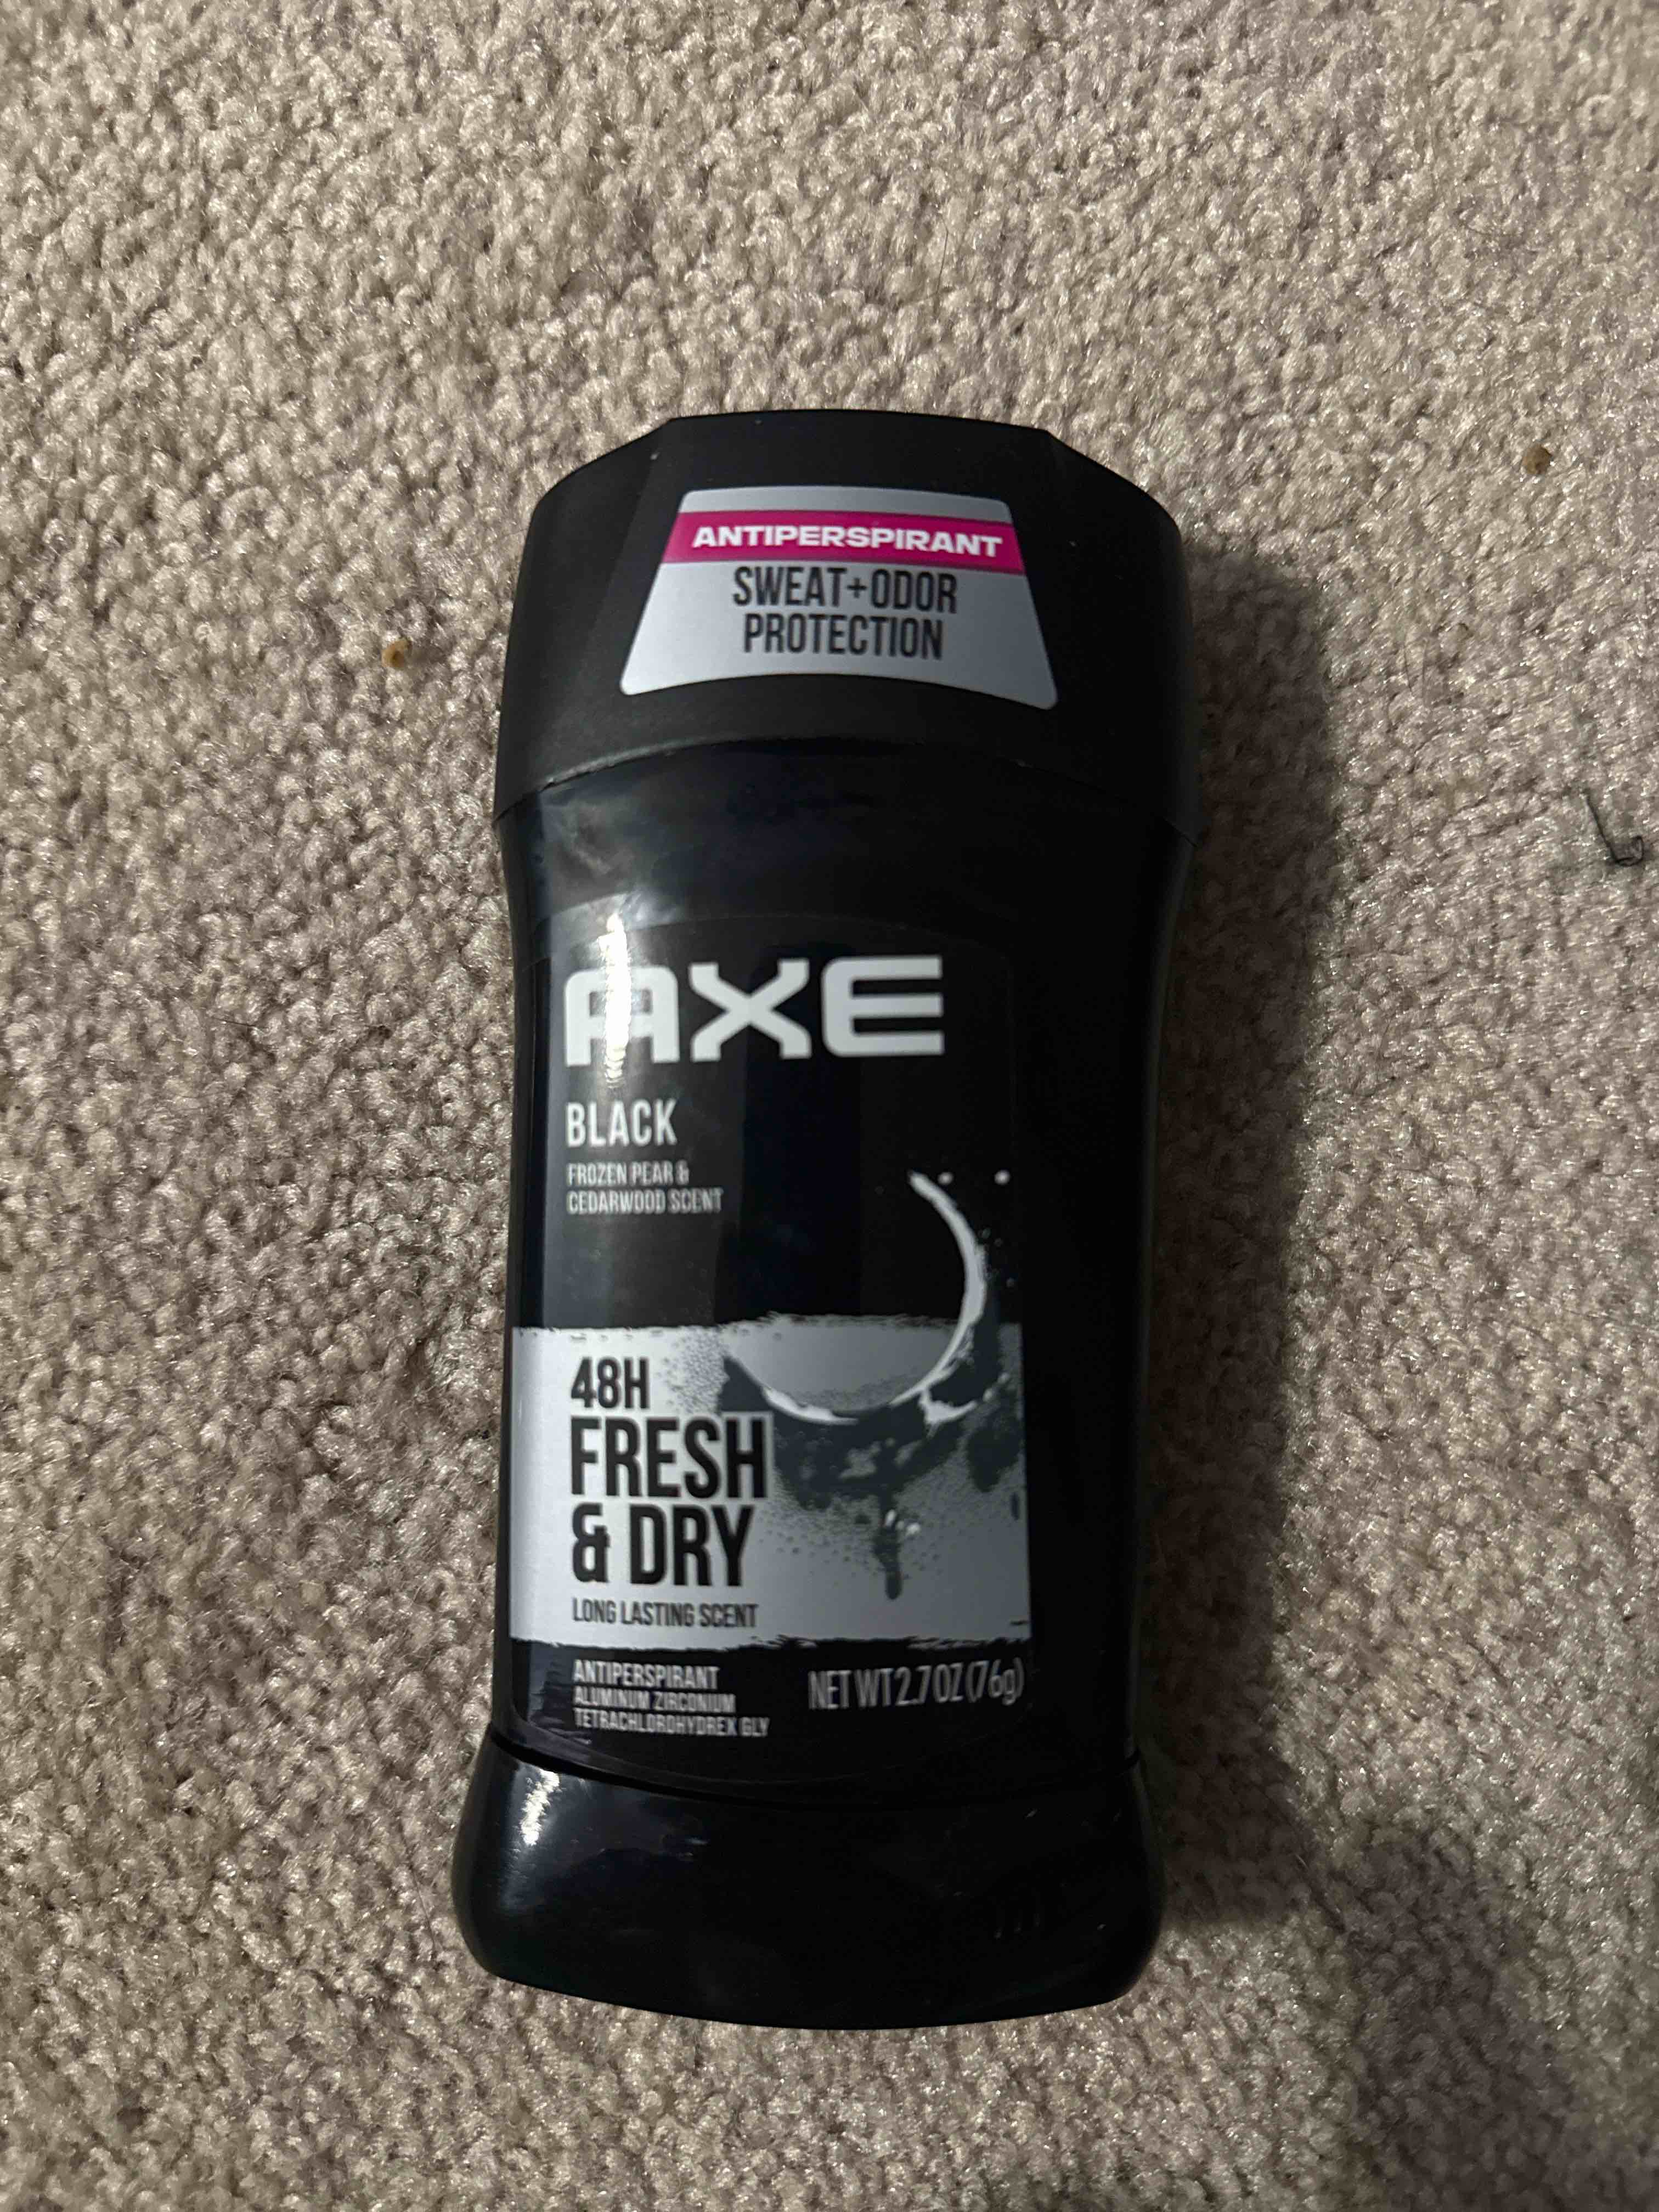 ANTIPERSPIRANT
SWEAT+ODOR
PROTECTION
AXE
BLACK
FROZEN PEAR &
CEDARWOOD SCENT
48H
FRESH
& DRY
LONG LASTING SCENT
ANTIPERSPIRANT
ALUMINUM ZIRCONIUM
TETRACHLOROHYDREX GLY
NET WT 2.7 OZ (76g)